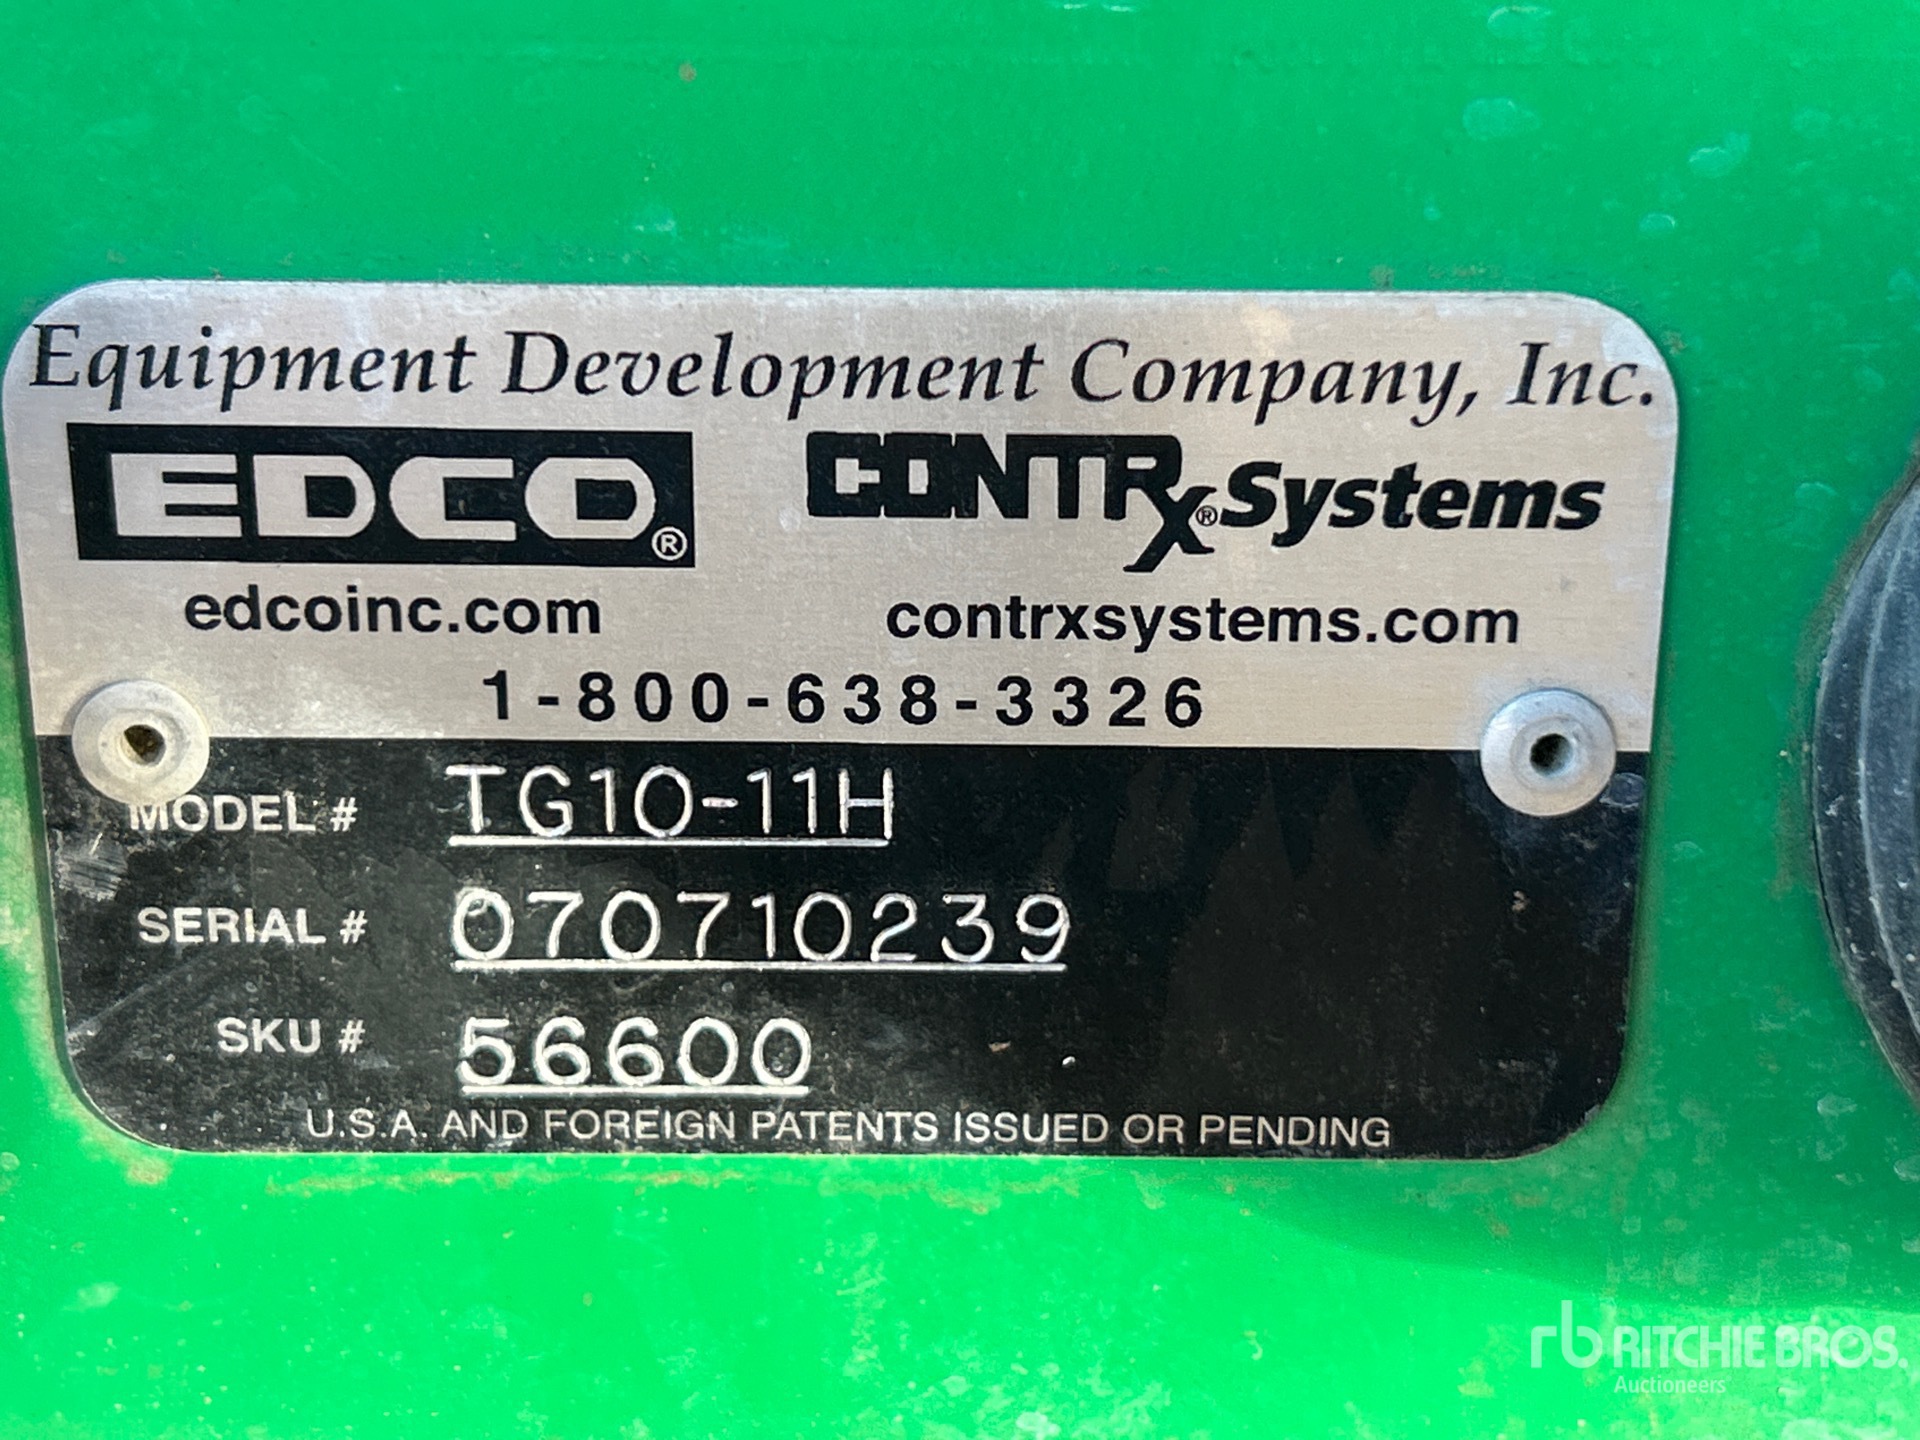 Equipment Development Company, Inc.
EDCO® CONTRx®Systems
edcoinc.com contrxsystems.com
1-800-638-3326
MODEL # TG10-11H
SERIAL # 070710239
SKU # 56600
U.S.A. AND FOREIGN PATENTS ISSUED OR PENDING
rb RITCHIE BROS.
Auctioneers